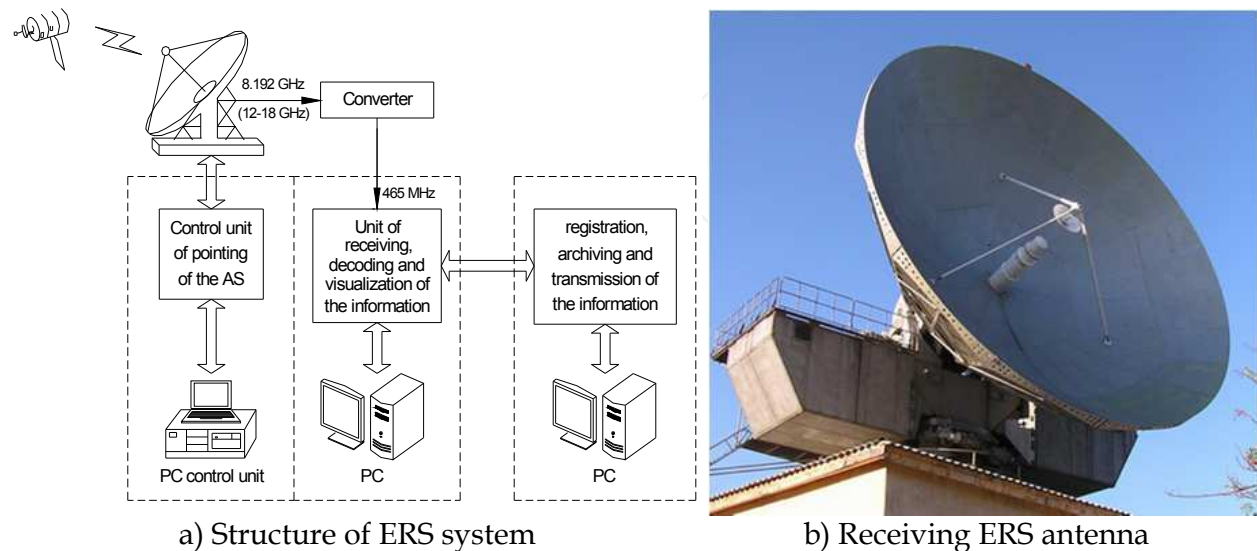 8.192 GHz
(12-18 GHz)
Converter
465 MHz
Control unit
of pointing
of the AS
Unit of
receiving,
decoding and
visualization of
the information
registration,
archiving and
transmission of
the information
PC control unit
PC
PC
a) Structure of ERS system
b) Receiving ERS antenna